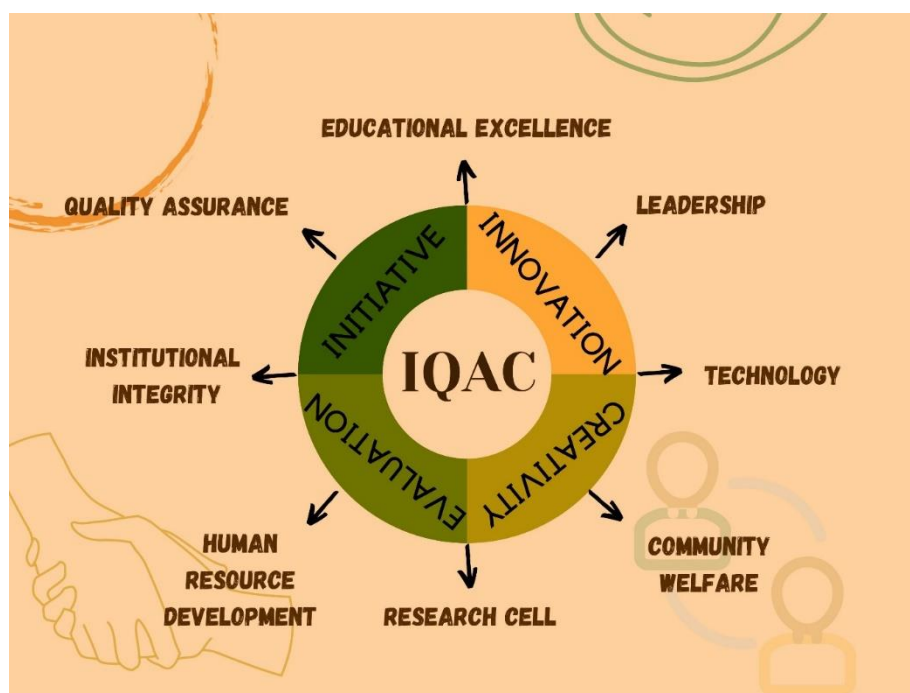 EDUCATIONAL EXCELLENCE
QUALITY ASSURANCE
LEADERSHIP
INITIATIVE
INNOVATION
IQAC
INSTITUTIONAL
INTEGRITY
TECHNOLOGY
EVALUATION
CREATIVITY
HUMAN
RESOURCE
DEVELOPMENT
RESEARCH CELL
COMMUNITY
WELFARE